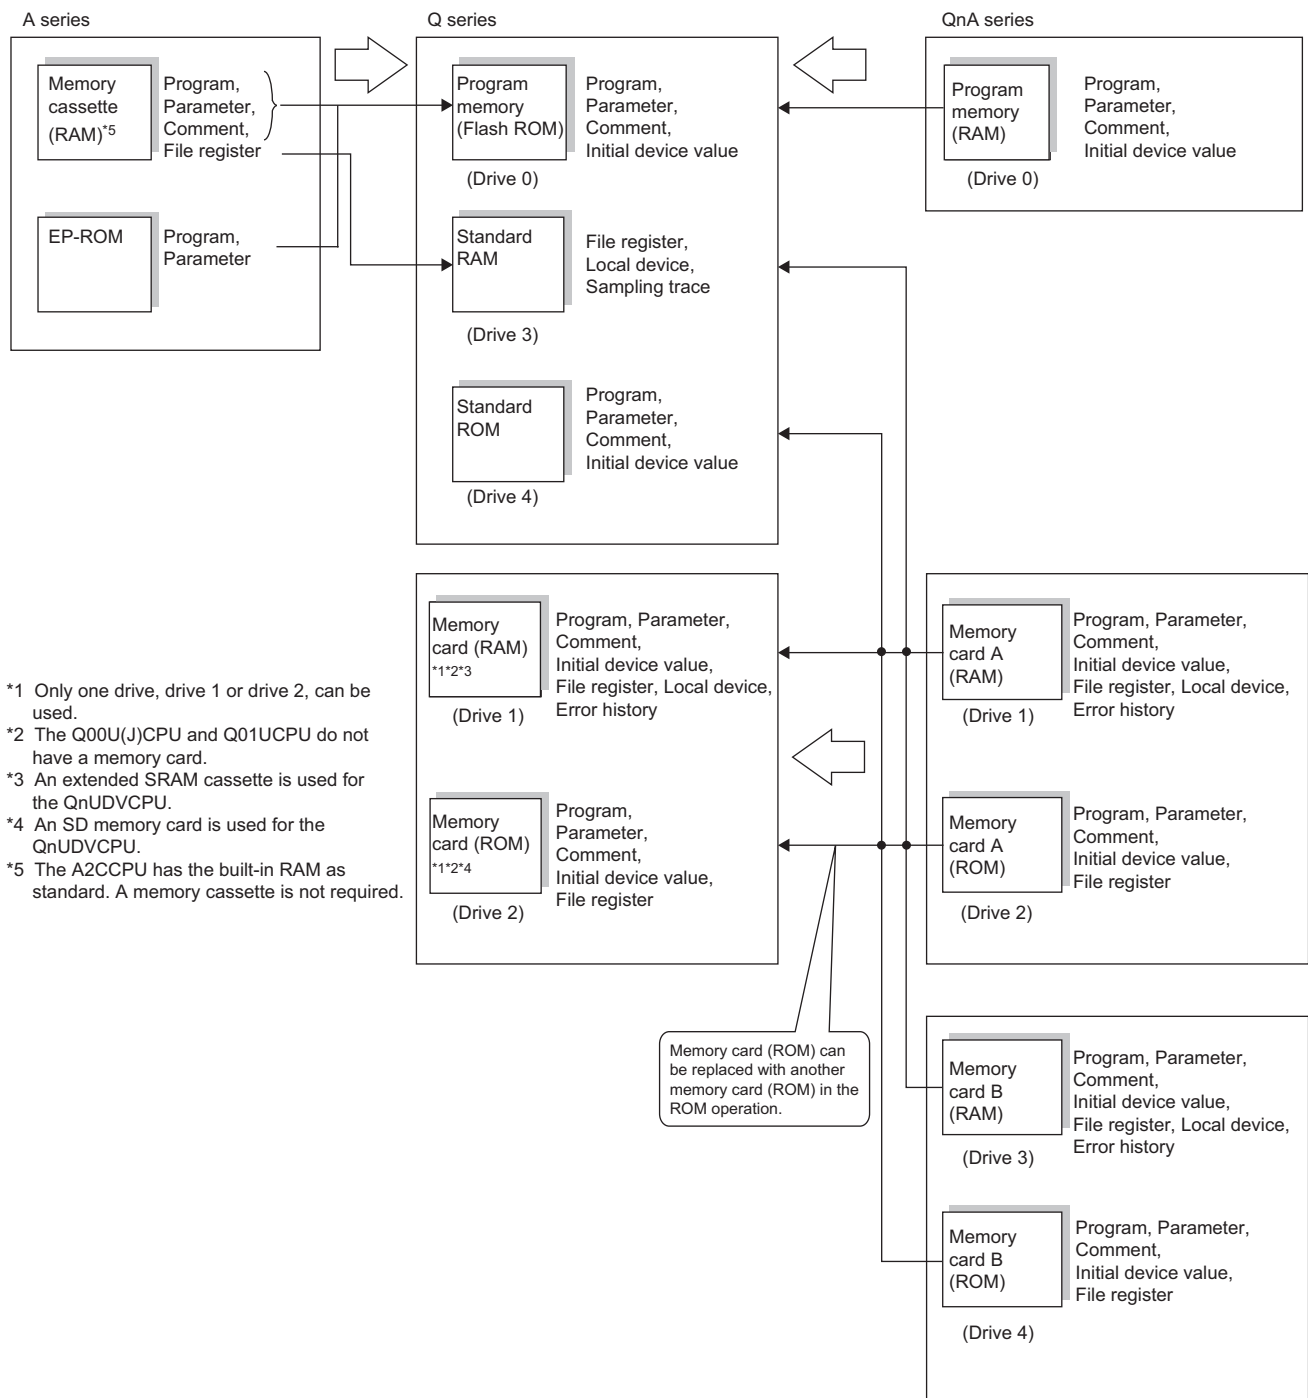 A series
Memory
cassette
(RAM)*5
Program,
Parameter,
Comment,
File register
EP-ROM
Program,
Parameter
Q series
Program
memory
(Flash ROM)
(Drive 0)
Program,
Parameter,
Comment,
Initial device value
Standard
RAM
(Drive 3)
File register,
Local device,
Sampling trace
Standard
ROM
(Drive 4)
Program,
Parameter,
Comment,
Initial device value
QnA series
Program
memory
(RAM)
(Drive 0)
Program,
Parameter,
Comment,
Initial device value
Memory
card (RAM)
*1*2*3
(Drive 1)
Program, Parameter,
Comment,
Initial device value,
File register, Local device,
Error history
Memory
card (ROM)
*1*2*4
(Drive 2)
Program,
Parameter,
Comment,
Initial device value,
File register
Memory
card A
(RAM)
(Drive 1)
Program, Parameter,
Comment,
Initial device value,
File register, Local device,
Error history
Memory
card A
(ROM)
(Drive 2)
Program, Parameter,
Comment,
Initial device value,
File register
*1 Only one drive, drive 1 or drive 2, can be
used.
*2 The Q00U(J)CPU and Q01UCPU do not
have a memory card.
*3 An extended SRAM cassette is used for
the QnUDVCPU.
*4 An SD memory card is used for the
QnUDVCPU.
*5 The A2CCPU has the built-in RAM as
standard. A memory cassette is not required.
Memory card (ROM) can
be replaced with another
memory card (ROM) in the
ROM operation.
Memory
card B
(RAM)
(Drive 3)
Program, Parameter,
Comment,
Initial device value,
File register, Local device,
Error history
Memory
card B
(ROM)
(Drive 4)
Program, Parameter,
Comment,
Initial device value,
File register